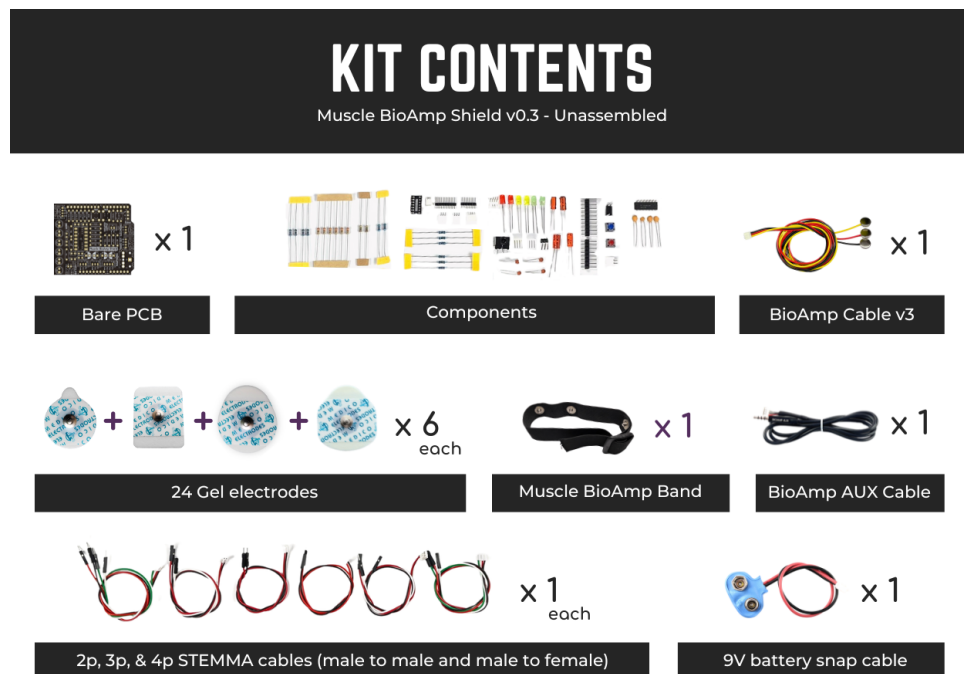 KIT CONTENTS
Muscle BioAmp Shield v0.3 - Unassembled
x 1
Bare PCB
Components
x 1
BioAmp Cable v3
+ + +
x 6
each
24 Gel electrodes
x 1
Muscle BioAmp Band
x 1
BioAmp AUX Cable
x 1
each
2p, 3p, & 4p STEMMA cables (male to male and male to female)
x 1
9V battery snap cable